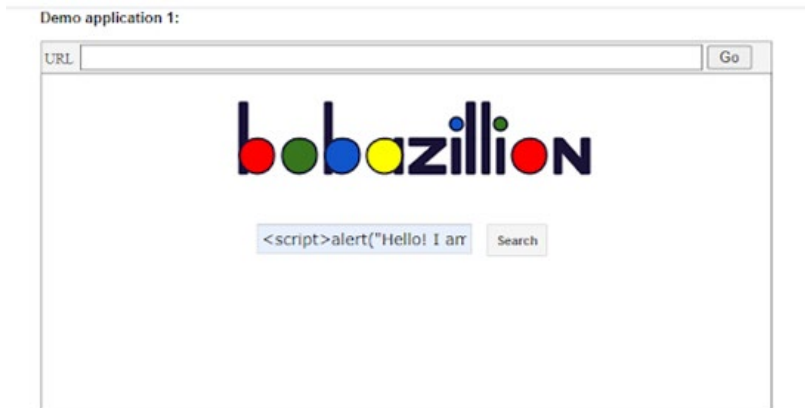 Demo application 1:
URL Go
bobazillion
<script>alert("Hello! I am Search